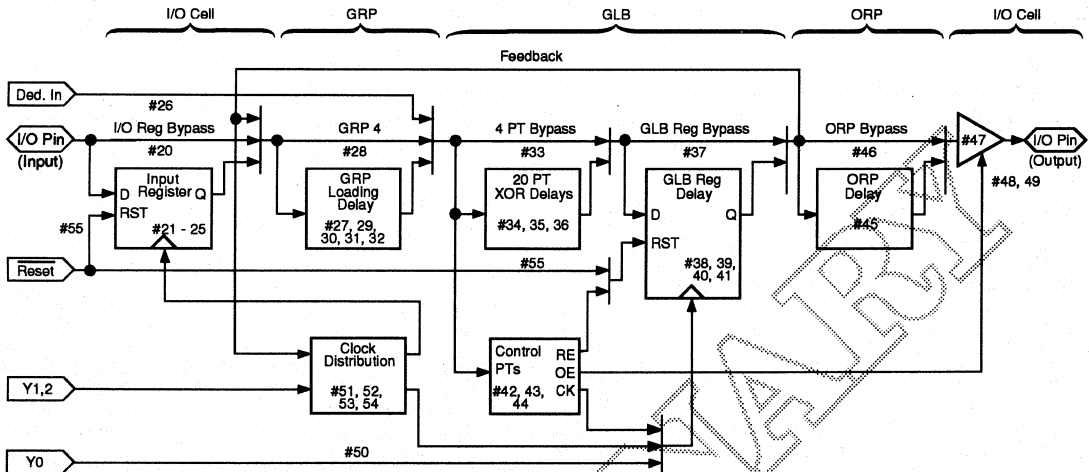 I/O Cell GRP GLB ORP I/O Cell
Feedback
Ded. In
#26
I/O Pin
(Input)
I/O Reg Bypass
#20
GRP 4
#28
4 PT Bypass
#33
GLB Reg Bypass
#37
ORP Bypass
#46
#47
I/O Pin
(Output)
#48, 49
Input
Register
D Q
RST
#21 - 25
#55
GRP
Loading
Delay
#27, 29,
30, 31, 32
20 PT
XOR Delays
#34, 35, 36
GLB Reg
Delay
D Q
RST
#38, 39,
40, 41
ORP
Delay
#45
Reset
#55
Clock
Distribution
#51, 52,
53, 54
Control
PTs
#42, 43,
44
RE
OE
CK
Y1,2
Y0
#50